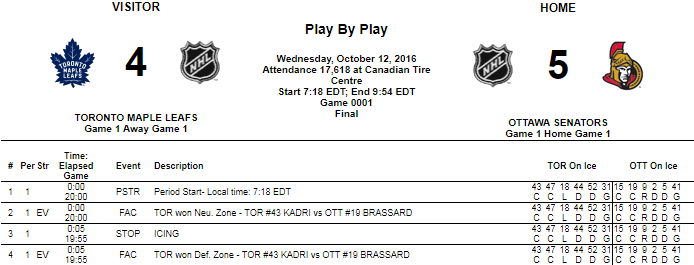 VISITOR
HOME
Play By Play
TORONTO MAPLE LEAFS
4
NHL
Wednesday, October 12, 2016
Attendance 17,618 at Canadian Tire
Centre
Start 7:18 EDT; End 9:54 EDT
Game 0001
Final
NHL
5
TORONTO MAPLE LEAFS
Game 1 Away Game 1
OTTAWA SENATORS
Game 1 Home Game 1
# Per Str Time: Elapsed Game Event Description TOR On Ice OTT On Ice
1 1 0:00 PSTR Period Start- Local time: 7:18 EDT 43 47 18 44 52 31 15 19 9 2 5 41
20:00 C C L D D G C C R D D G
2 1 EV 0:00 FAC TOR won Neu. Zone - TOR #43 KADRI vs OTT #19 BRASSARD 43 47 18 44 52 31 15 19 9 2 5 41
20:00 C C L D D G C C R D D G
3 1 0:05 STOP ICING 43 47 18 44 52 31 15 19 9 2 5 41
19:55 C C L D D G C C R D D G
4 1 EV 0:05 FAC TOR won Def. Zone - TOR #43 KADRI vs OTT #19 BRASSARD 43 47 18 44 52 31 15 19 9 2 5 41
19:55 C C L D D G C C R D D G